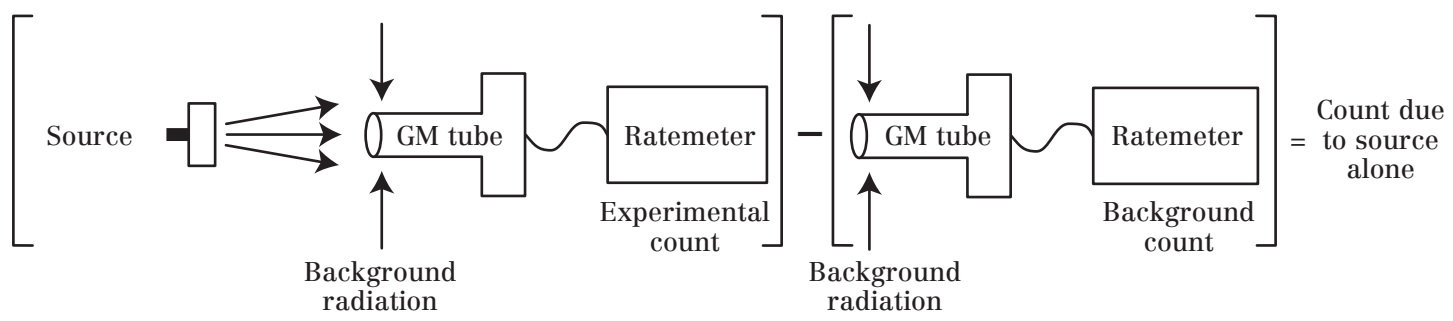 Source
GM tube
Ratemeter
Experimental
count
Background
radiation
–
GM tube
Ratemeter
Background
count
Background
radiation
= Count due
to source
alone